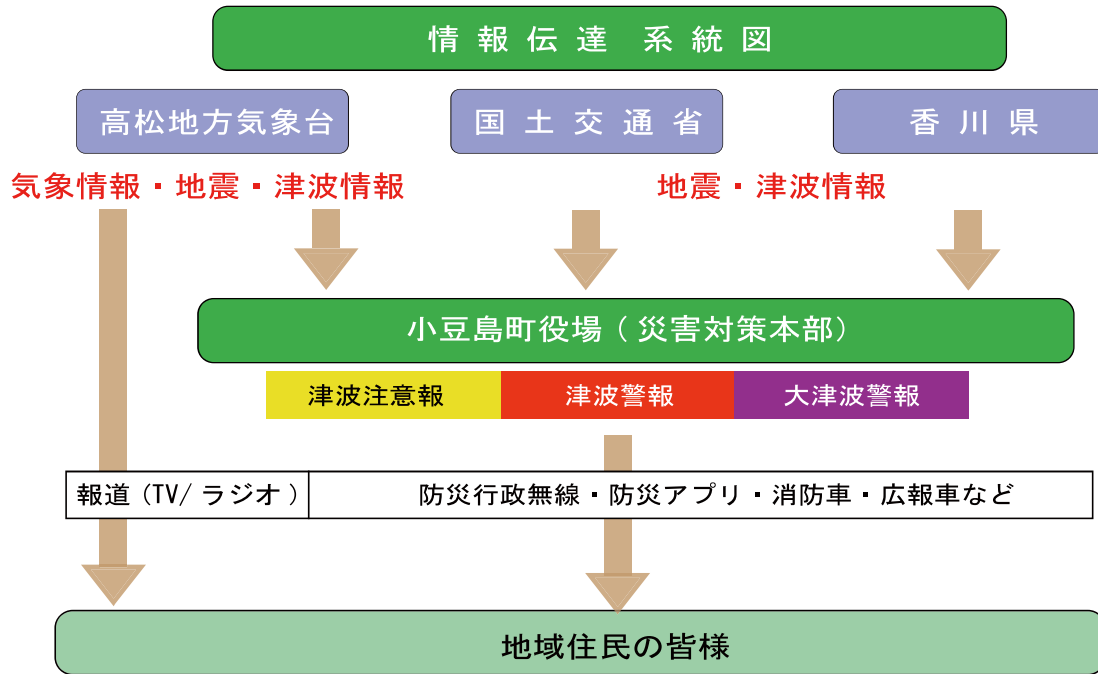 情報伝達 系統図
高松地方気象台
国土交通省
香川県
気象情報・地震・津波情報
地震・津波情報
小豆島町役場(災害対策本部)
津波注意報
津波警報
大津波警報
報道(TV/ラジオ)
防災行政無線・防災アプリ・消防車・広報車など
地域住民の皆様